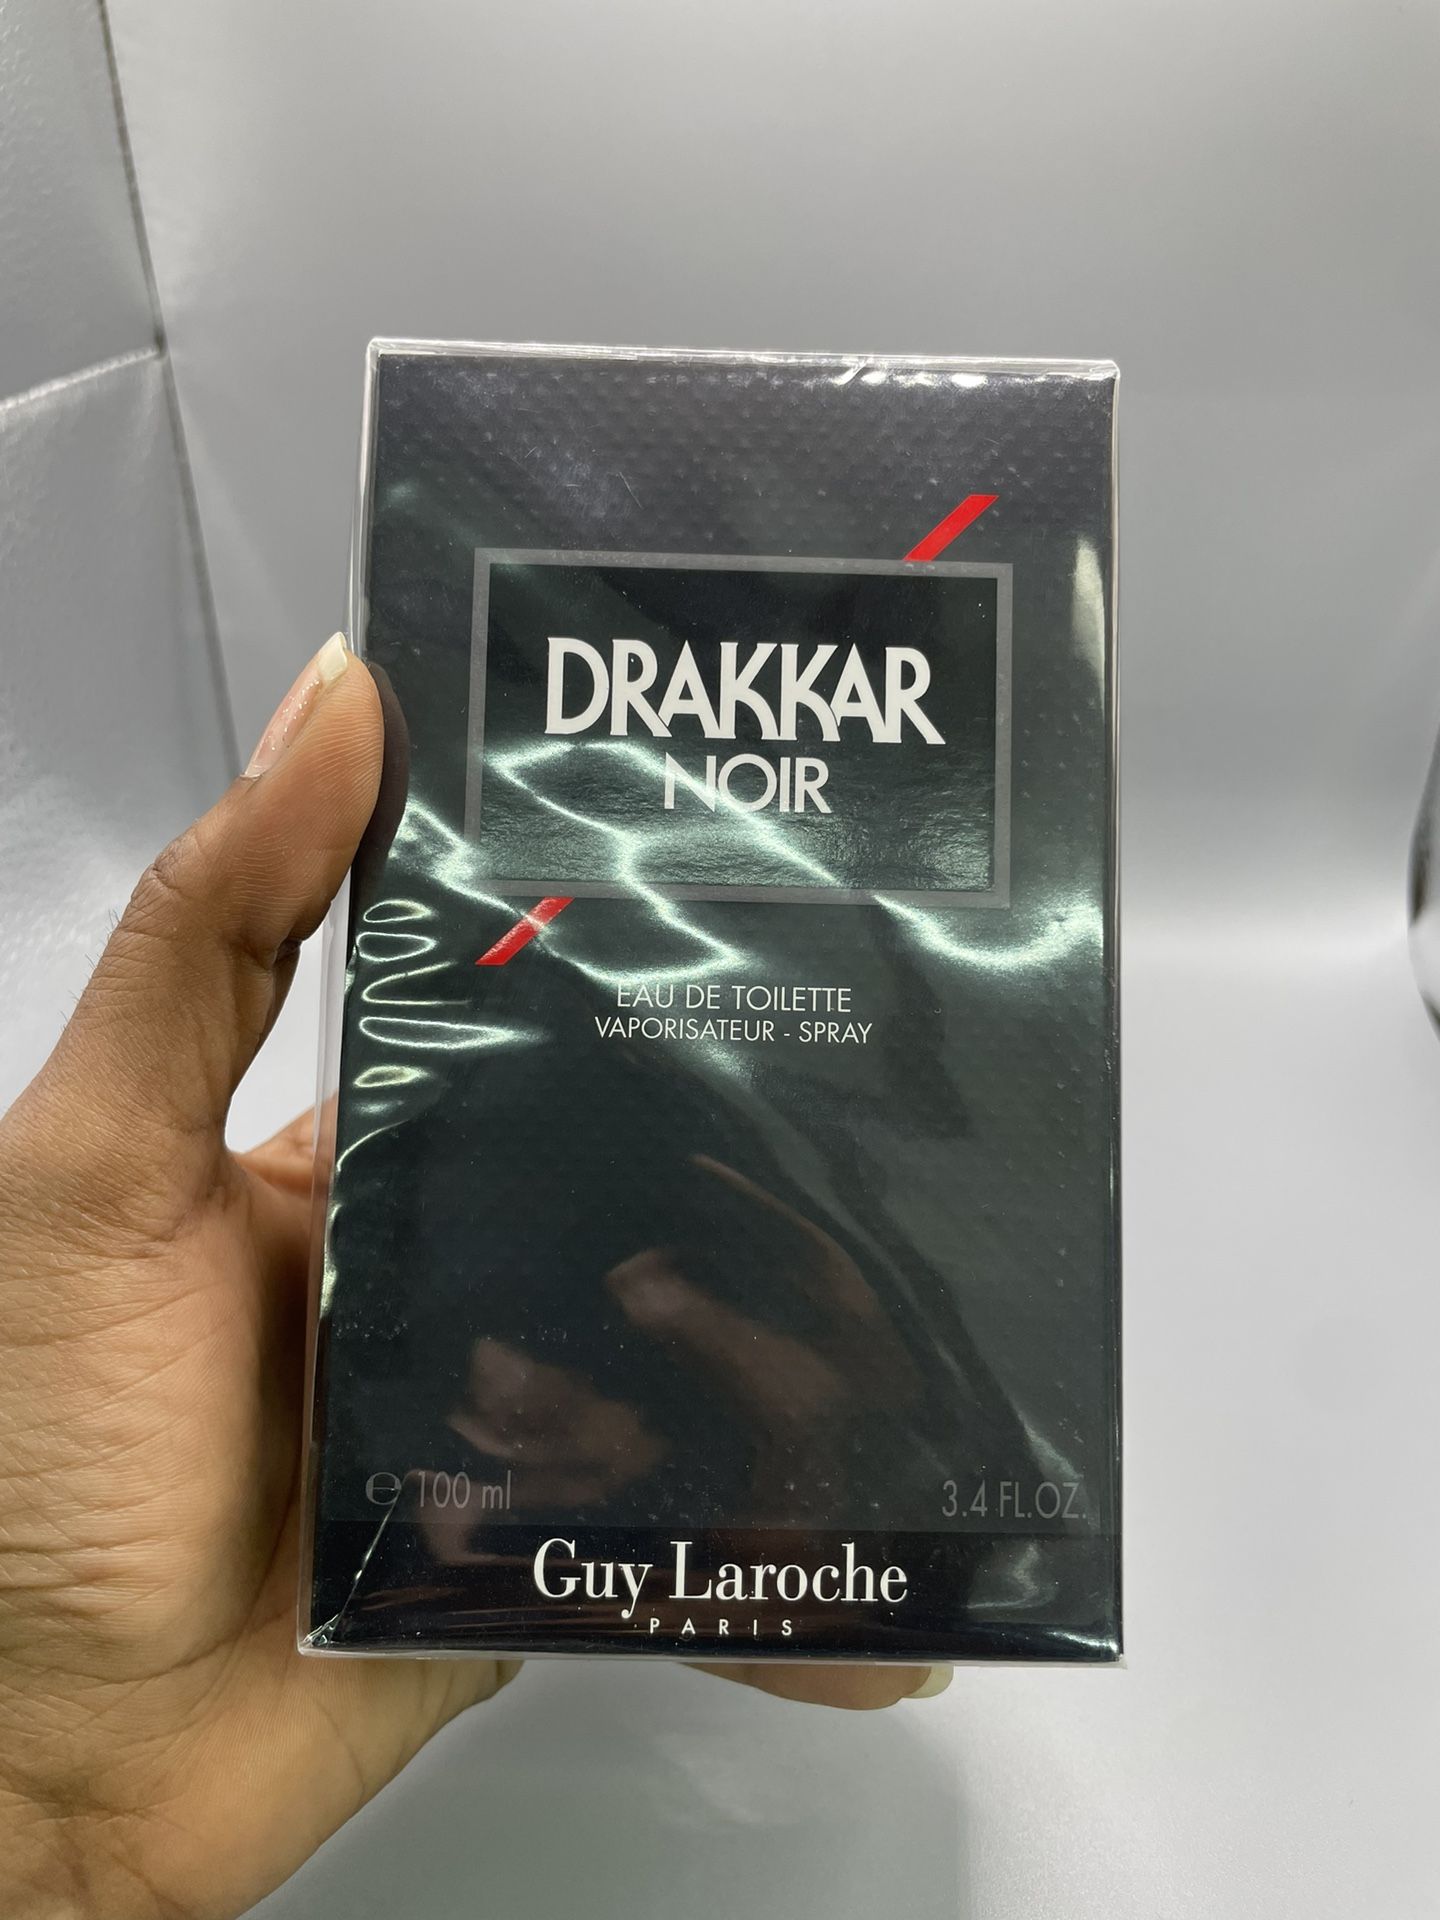 DRAKKAR
NOIR
EAU DE TOILETTE
VAPORISATEUR - SPRAY
℮ 100 ml 3.4 FL.OZ.
Guy Laroche
PARIS